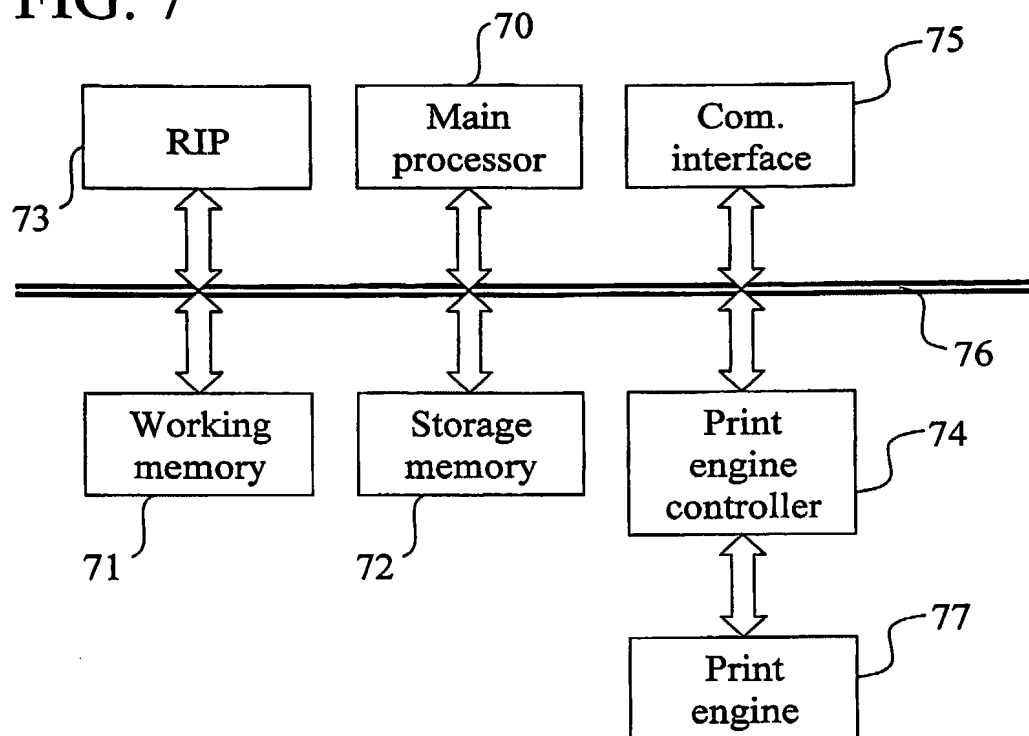 FIG. 7
70
75
RIP
Main
processor
Com.
interface
73
76
Working
memory
Storage
memory
Print
engine
controller
74
71
72
77
Print
engine